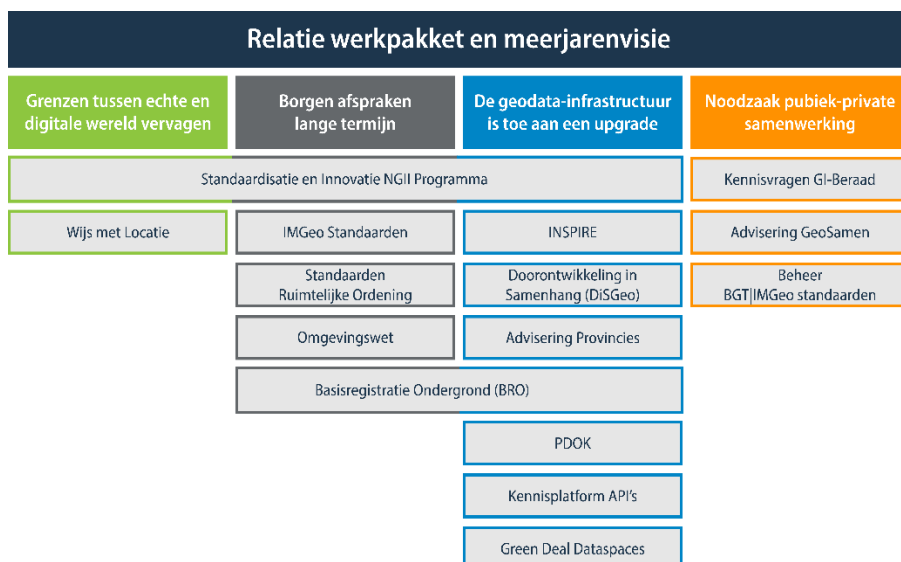 Relatie werkpakket en meerjarenvisie
Grenzen tussen echte en
digitale wereld vervagen
Borgen afspraken
lange termijn
De geodata-infrastructuur
is toe aan een upgrade
Noodzaak pubiek-private
samenwerking
Standaardisatie en Innovatie NGII Programma
Kennisvragen GI-Beraad
Wijs met Locatie
IMGeo Standaarden
INSPIRE
Advisering GeoSamen
Standaarden
Ruimtelijke Ordening
Doorontwikkeling in
Samenhang (DiSGeo)
Beheer
BGT|IMGeo standaarden
Omgevingswet
Advisering Provincies
Basisregistratie Ondergrond (BRO)
PDOK
Kennisplatform API's
Green Deal Dataspaces